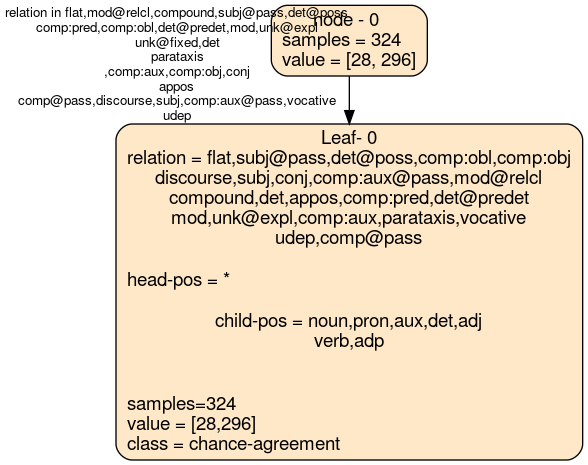 relation in flat,mod@relcl,compound,subj@pass,det@poss
comp:pred,comp:obl,det@predet,mod,unk@expl
unk@fixed,det
parataxis
,comp:aux,comp:obj,conj
appos
comp@pass,discourse,subj,comp:aux@pass,vocative
udep
node - 0
samples = 324
value = [28, 296]
Leaf- 0
relation = flat,subj@pass,det@poss,comp:obl,comp:obj
discourse,subj,conj,comp:aux@pass,mod@relcl
compound,det,appos,comp:pred,det@predet
mod,unk@expl,comp:aux,parataxis,vocative
udep,comp@pass
head-pos = *
child-pos = noun,pron,aux,det,adj
verb,adp
samples=324
value = [28,296]
class = chance-agreement